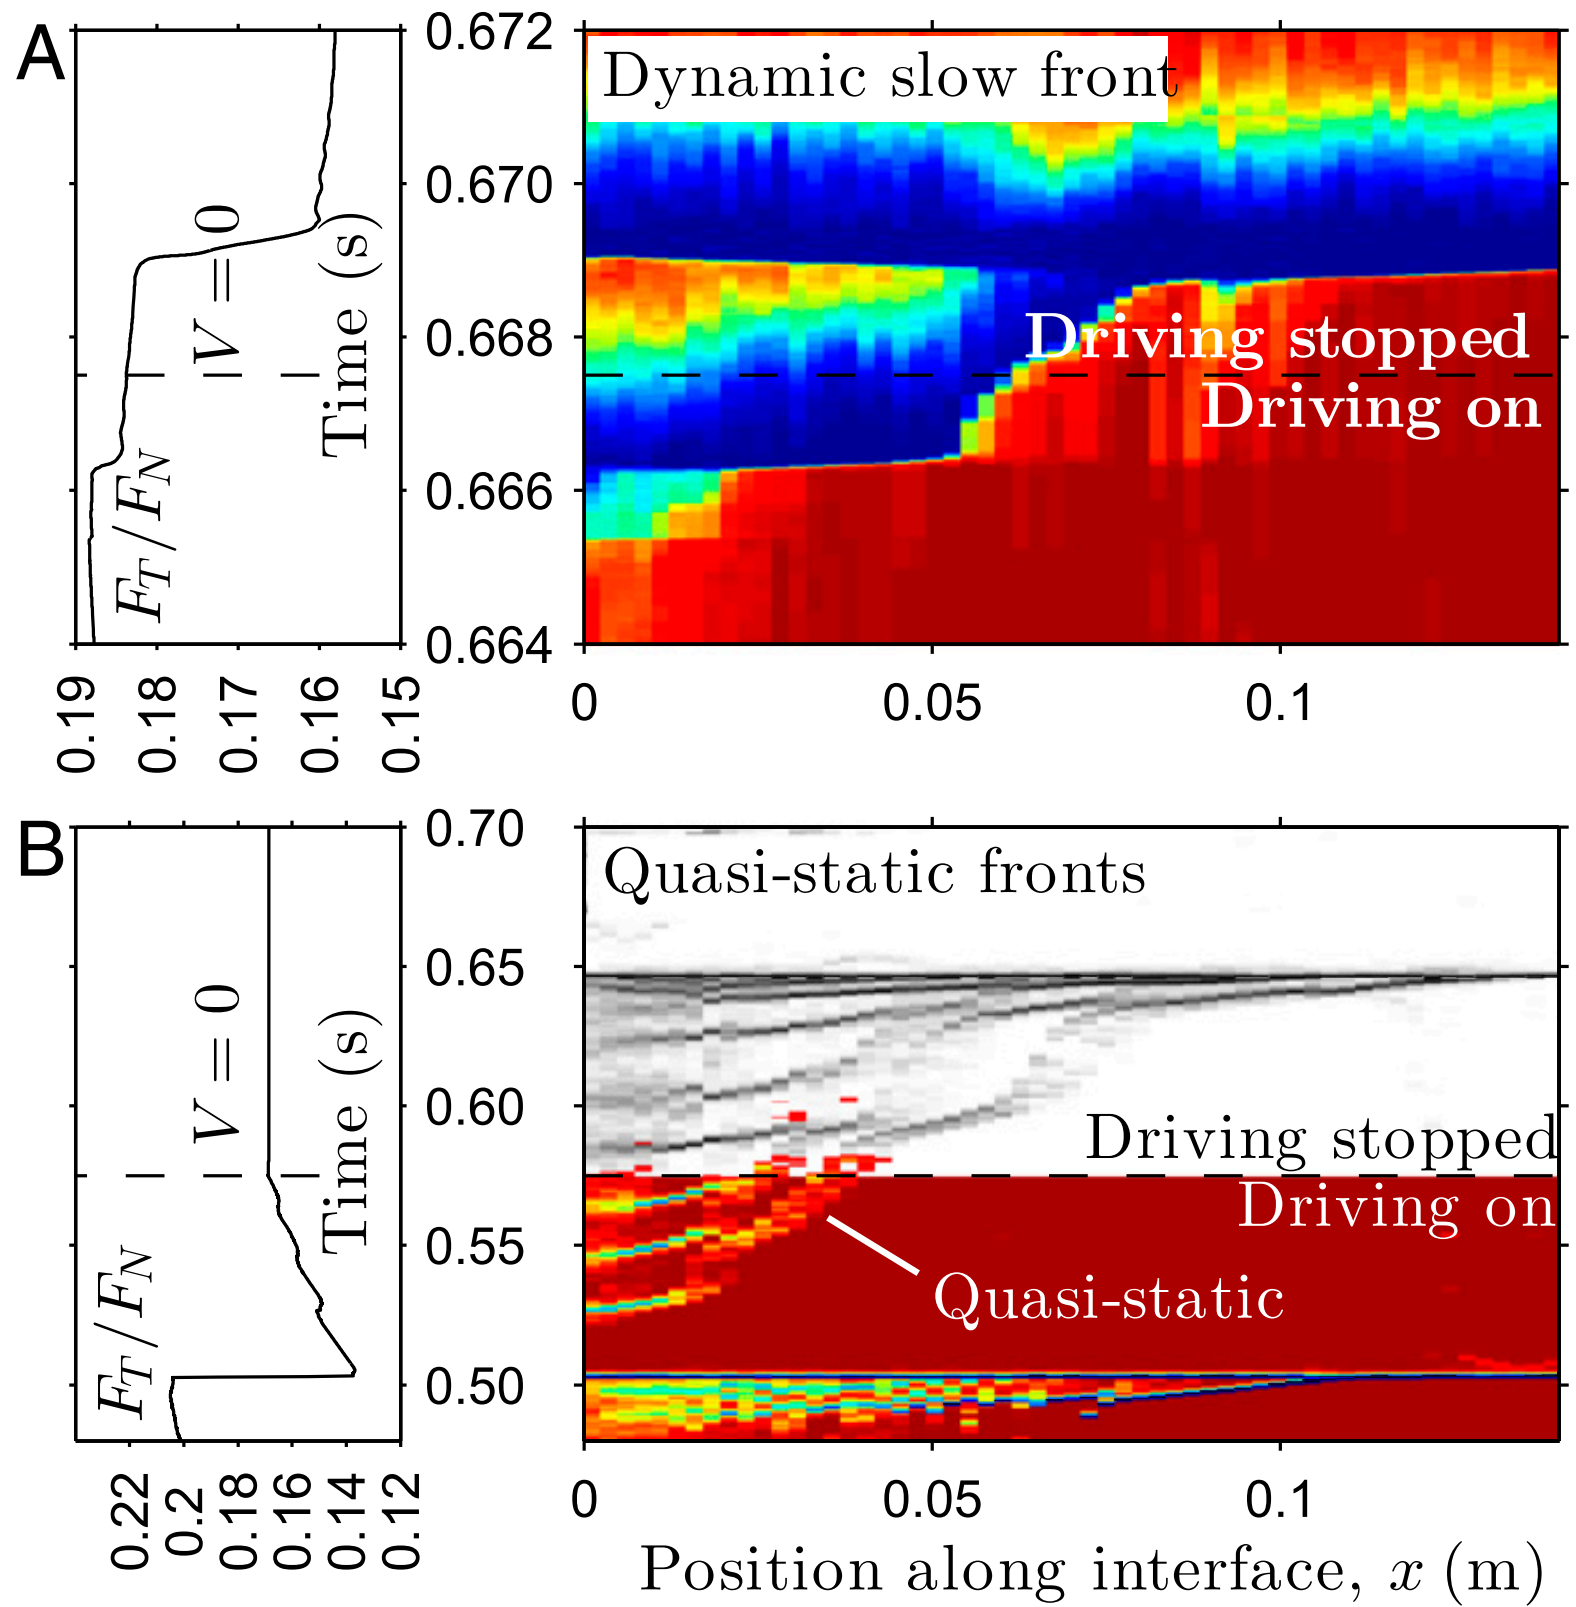 A
0.672
0.670
0.668
0.666
0.664
Time (s)
V = 0
F_T/F_N
0.19
0.18
0.17
0.16
0.15
Dynamic slow front
Driving stopped
Driving on
0
0.05
0.1
B
0.70
0.65
0.60
0.55
0.50
Time (s)
V = 0
F_T/F_N
0.22
0.2
0.18
0.16
0.14
0.12
Quasi-static fronts
Driving stopped
Driving on
Quasi-static
0
0.05
0.1
Position along interface, x (m)